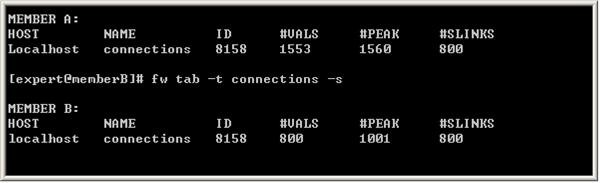 MEMBER A:
HOST NAME ID #VALS #PEAK #SLINKS
Localhost connections 8158 1553 1560 800
[expert@memberB]# fw tab -t connections -s
MEMBER B:
HOST NAME ID #VALS #PEAK #SLINKS
localhost connections 8158 800 1001 800